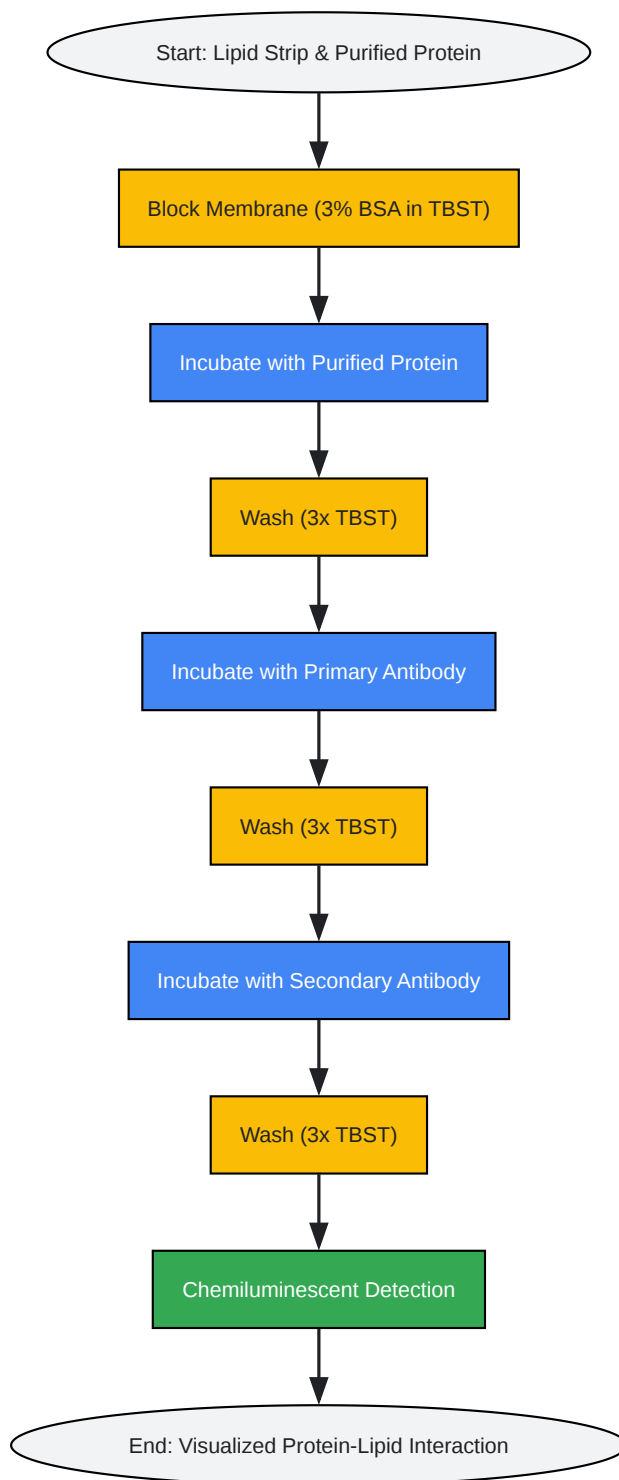 Start: Lipid Strip & Purified Protein
Block Membrane (3% BSA in TBST)
Incubate with Purified Protein
Wash (3x TBST)
Incubate with Primary Antibody
Wash (3x TBST)
Incubate with Secondary Antibody
Wash (3x TBST)
Chemiluminescent Detection
End: Visualized Protein-Lipid Interaction